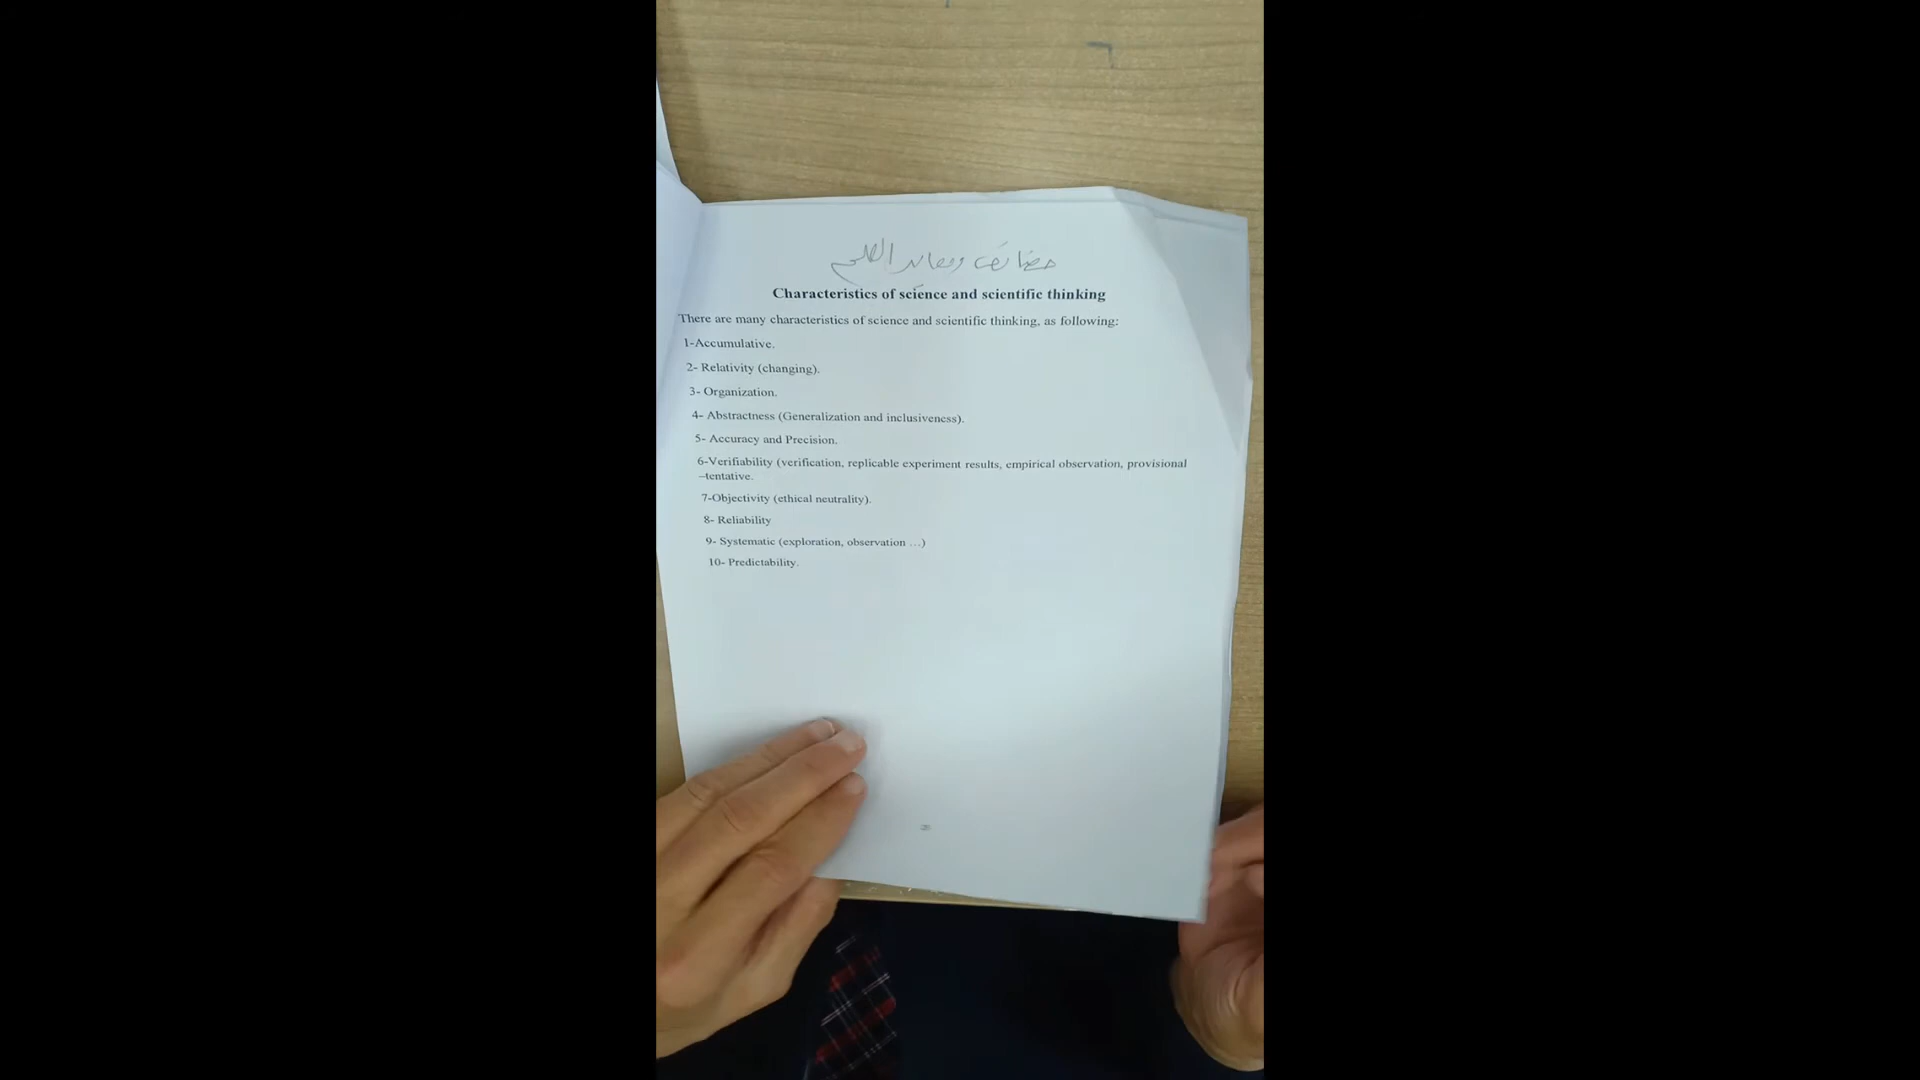 خصائص ومعايير العلم
Characteristics of science and scientific thinking
There are many characteristics of science and scientific thinking, as following:
1-Accumulative.
2- Relativity (changing).
3- Organization.
4- Abstractness (Generalization and inclusiveness).
5- Accuracy and Precision.
6-Verifiability (verification, replicable experiment results, empirical observation, provisional
–tentative.
7-Objectivity (ethical neutrality).
8- Reliability
9- Systematic (exploration, observation …)
10- Predictability.